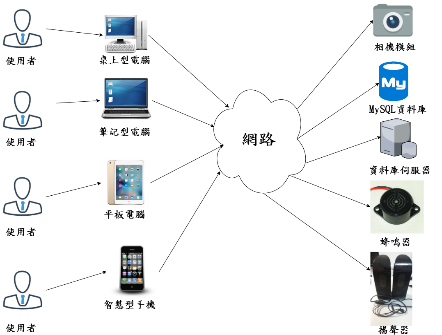 使用者
桌上型電腦
使用者
筆記型電腦
使用者
平板電腦
使用者
智慧型手機
網路
相機模組
My
MySQL資料庫
資料庫伺服器
蜂鳴器
揚聲器